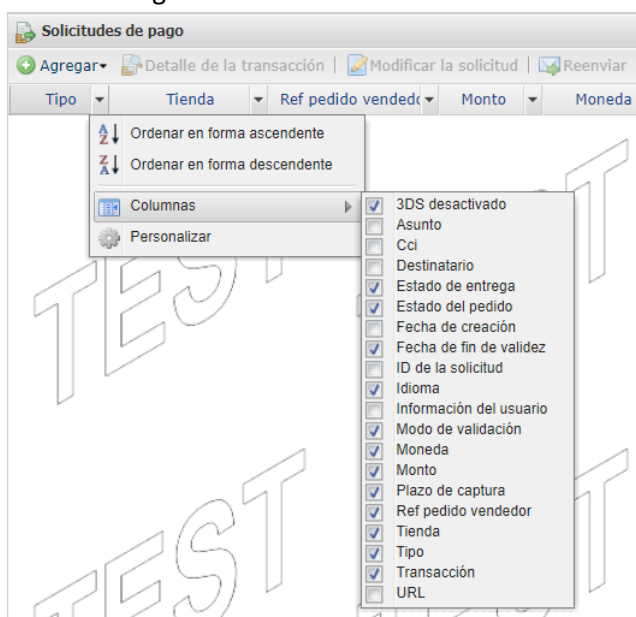 Solicitudes de pago
Agregar Detalle de la transacción | Modificar la solicitud | Reenviar
Tipo Tienda Ref pedido vended Monto Moneda
Ordenar en forma ascendente
Ordenar en forma descendente
Columnas
Personalizar
3DS desactivado
Asunto
Cci
Destinatario
Estado de entrega
Estado del pedido
Fecha de creación
Fecha de fin de validez
ID de la solicitud
Idioma
Información del usuario
Modo de validación
Moneda
Monto
Plazo de captura
Ref pedido vendedor
Tienda
Tipo
Transacción
URL
TEST
TEST